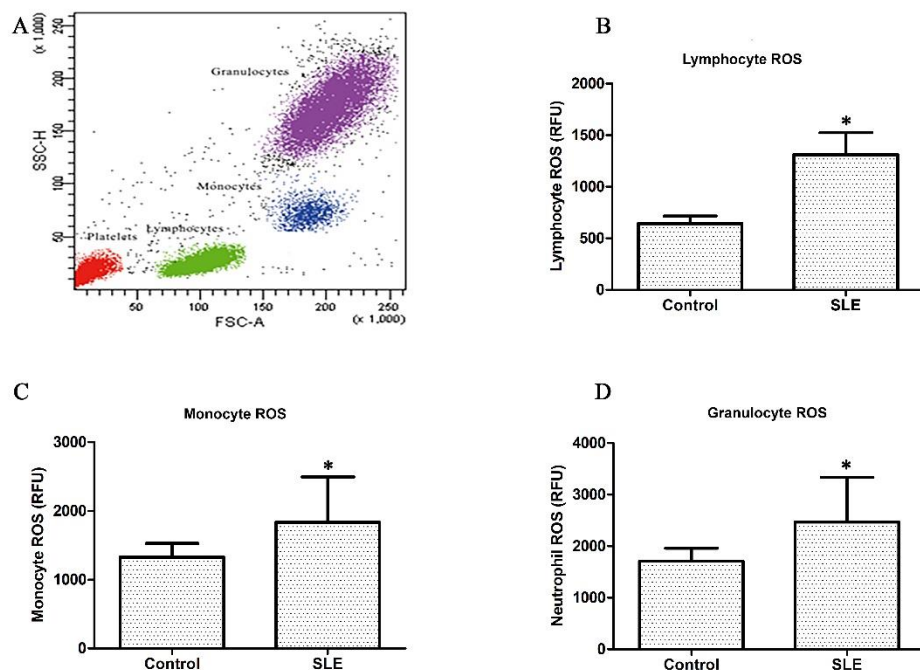 A
(x 1,000)
250
200
150
100
50
SSC-H
Granulocytes
Monocytes
Platelets
Lymphocytes
50
100
150
200
250
FSC-A
(x 1,000)
B
Lymphocyte ROS
Lymphocyte ROS (RFU)
2000
1500
1000
500
0
*
Control
SLE
C
Monocyte ROS
Monocyte ROS (RFU)
3000
2000
1000
0
*
Control
SLE
D
Granulocyte ROS
Neutrophil ROS (RFU)
4000
3000
2000
1000
0
*
Control
SLE